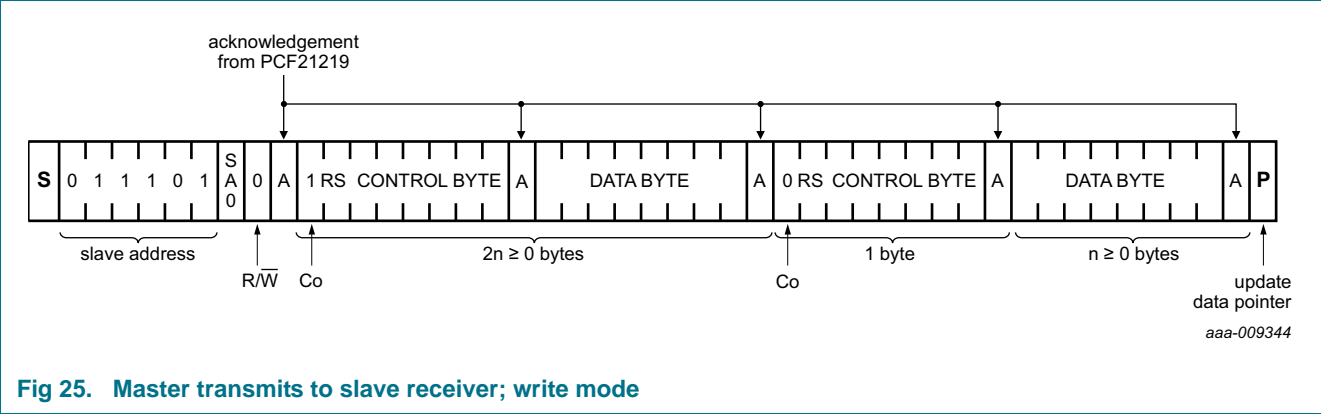 acknowledgement
from PCF21219
S 0 1 1 1 0 1 SA0 0 A 1 RS CONTROL BYTE A DATA BYTE A 0 RS CONTROL BYTE A DATA BYTE A P
slave address 2n ≥ 0 bytes 1 byte n ≥ 0 bytes
R/W̅ Co Co update
data pointer
aaa-009344
Fig 25. Master transmits to slave receiver; write mode